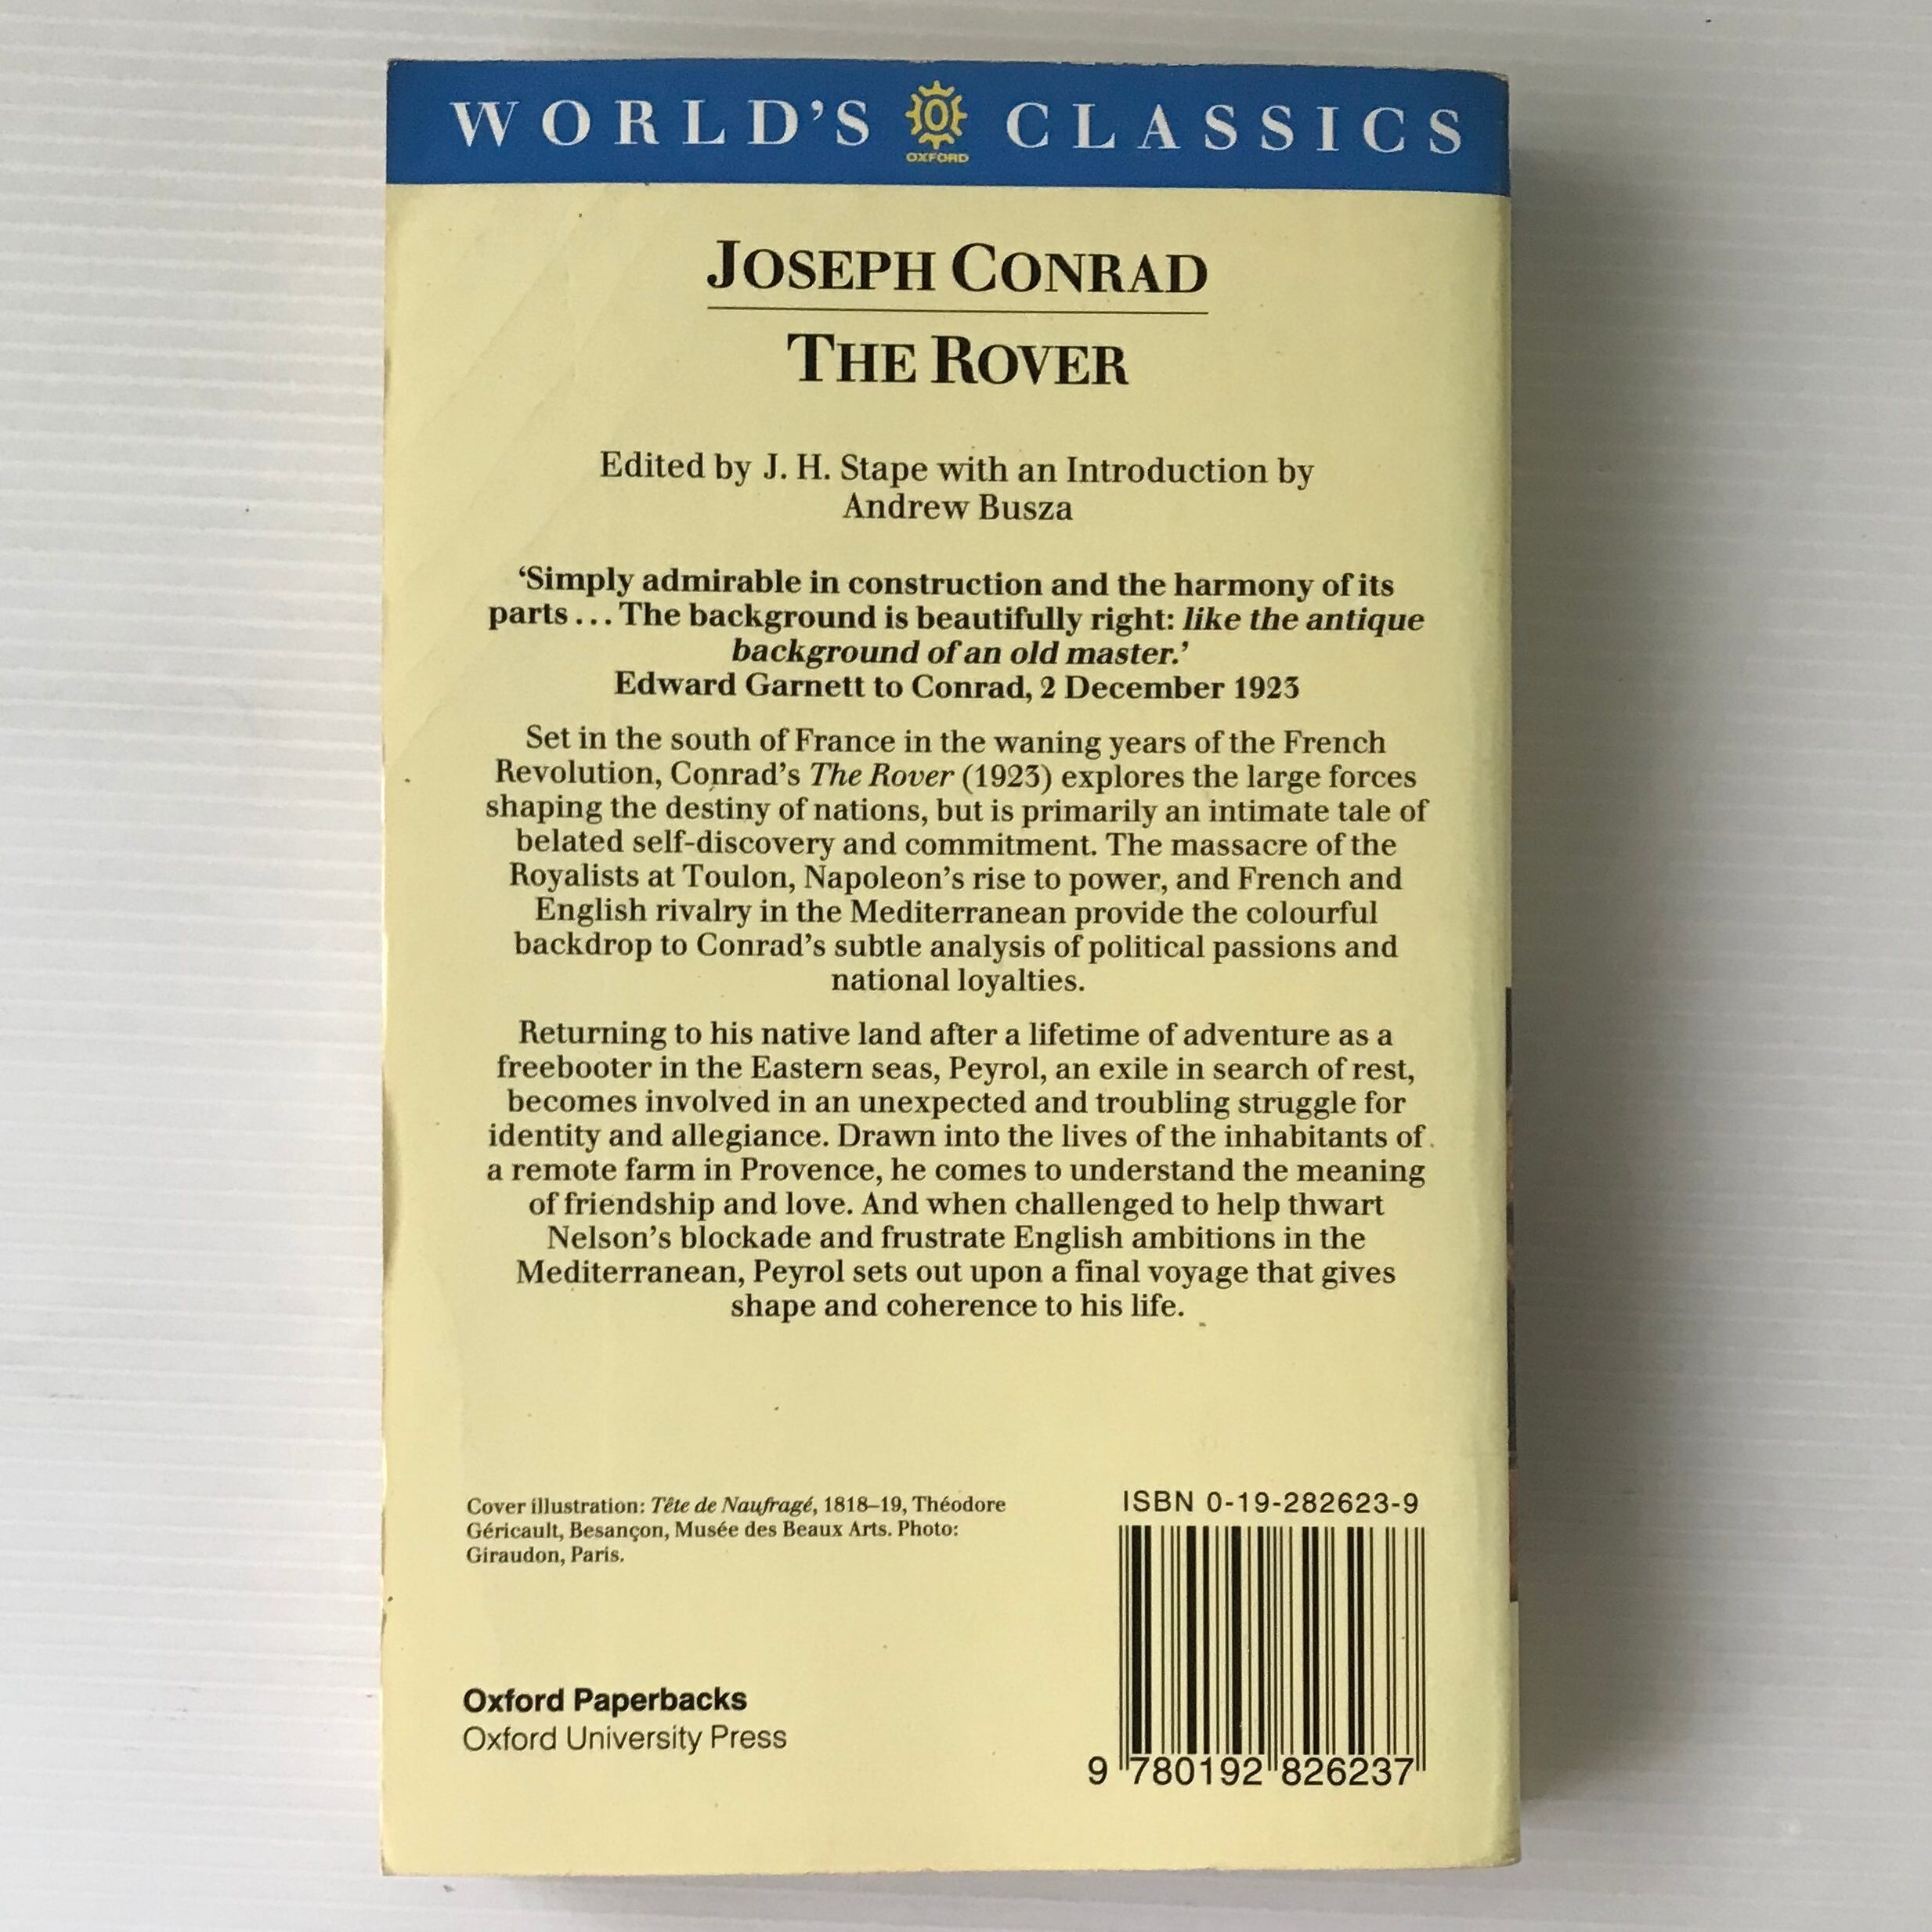 WORLD'S OXFORD CLASSICS
JOSEPH CONRAD
THE ROVER
Edited by J. H. Stape with an Introduction by
Andrew Busza
‘Simply admirable in construction and the harmony of its
parts . . . The background is beautifully right: like the antique
background of an old master.’
Edward Garnett to Conrad, 2 December 1923
Set in the south of France in the waning years of the French
Revolution, Conrad’s The Rover (1923) explores the large forces
shaping the destiny of nations, but is primarily an intimate tale of
belated self-discovery and commitment. The massacre of the
Royalists at Toulon, Napoleon’s rise to power, and French and
English rivalry in the Mediterranean provide the colourful
backdrop to Conrad’s subtle analysis of political passions and
national loyalties.
Returning to his native land after a lifetime of adventure as a
freebooter in the Eastern seas, Peyrol, an exile in search of rest,
becomes involved in an unexpected and troubling struggle for
identity and allegiance. Drawn into the lives of the inhabitants of
a remote farm in Provence, he comes to understand the meaning
of friendship and love. And when challenged to help thwart
Nelson’s blockade and frustrate English ambitions in the
Mediterranean, Peyrol sets out upon a final voyage that gives
shape and coherence to his life.
Cover illustration: Tête de Naufragé, 1818–19, Théodore
Géricault, Besançon, Musée des Beaux Arts. Photo:
Giraudon, Paris.
ISBN 0-19-282623-9
Oxford Paperbacks
Oxford University Press
9 780192 826237